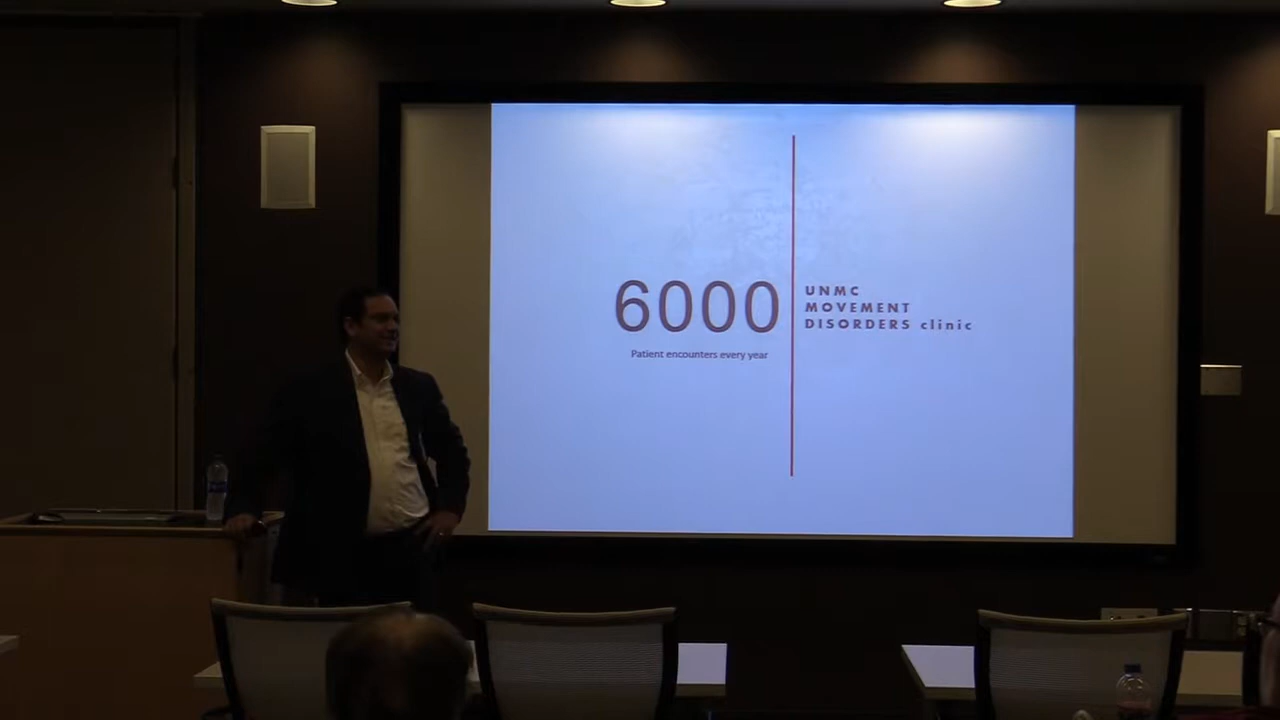 6000
Patient encounters every year
UNMC
MOVEMENT
DISORDERS clinic